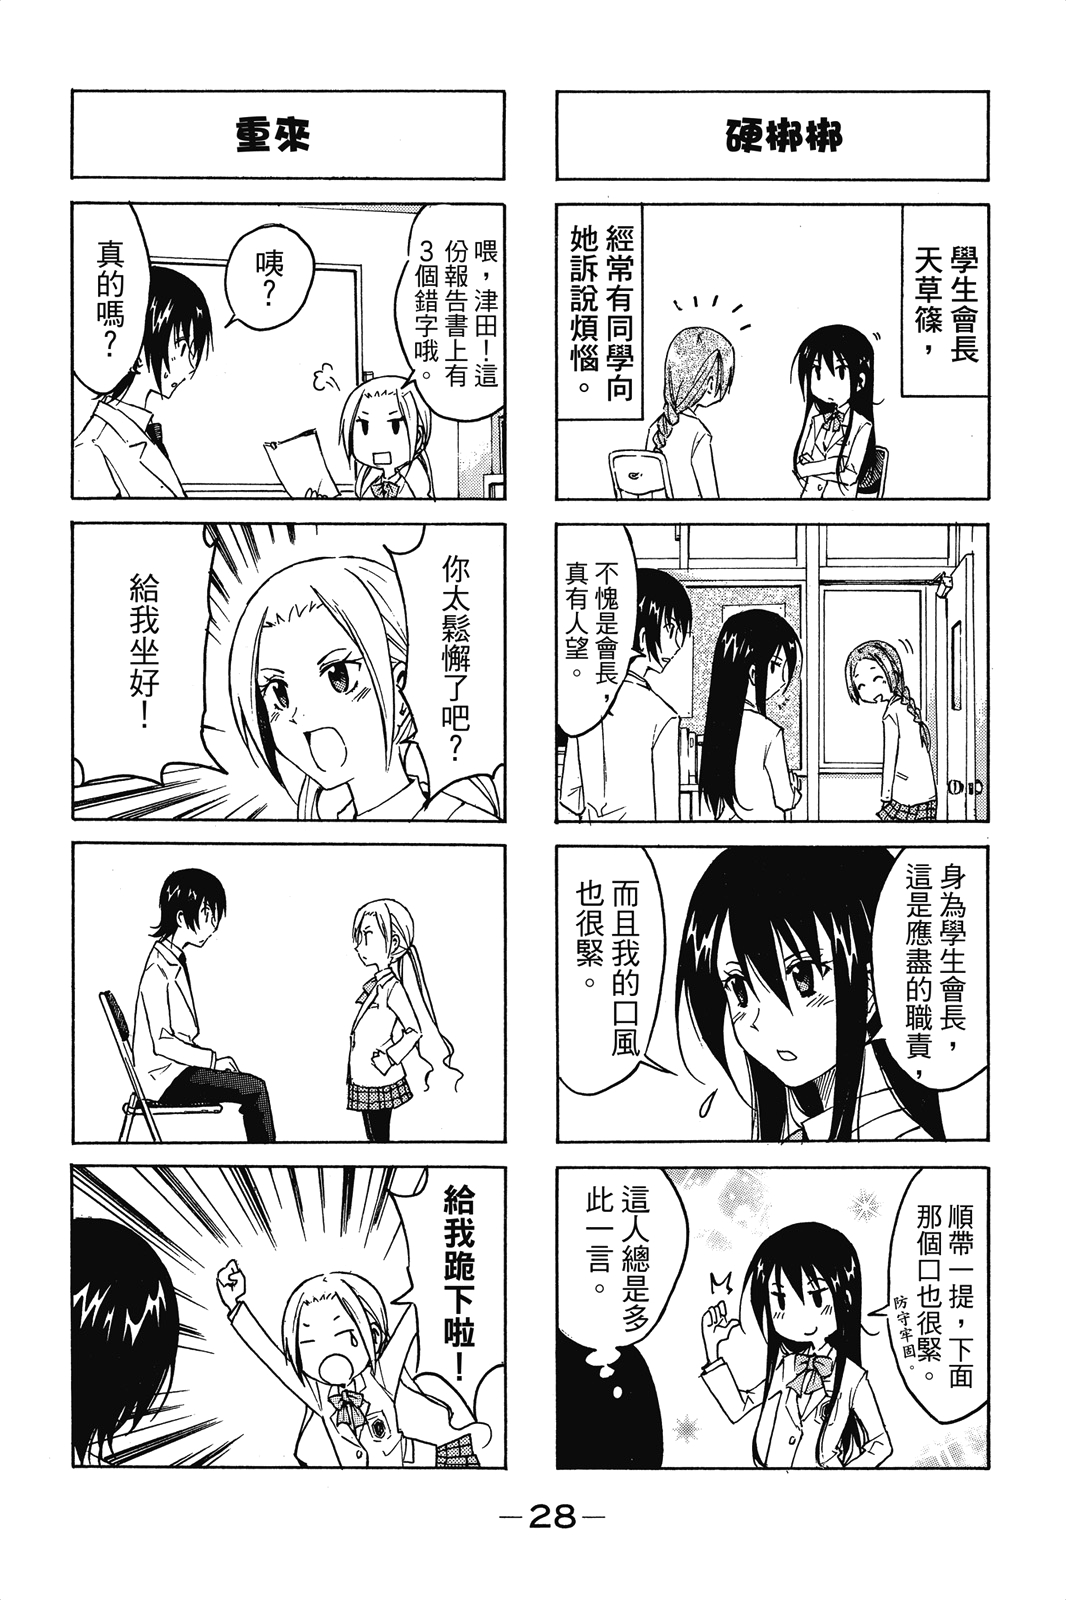 硬梆梆
學生會長
天草篠，
經常有同學向
她訴說煩惱。
不愧是會長，
真有人望。
身為學生會長，
這是應盡的職責，
而且我的口風
也很緊。
順帶一提，下面
那個口也很緊。
防守牢固。
這人總是多
此一言。
重來
喂，津田！這
份報告書上有
3個錯字哦。
咦？
真的嗎？
你太鬆懈了吧？
給我坐好！
給我跪下啦！
－28－